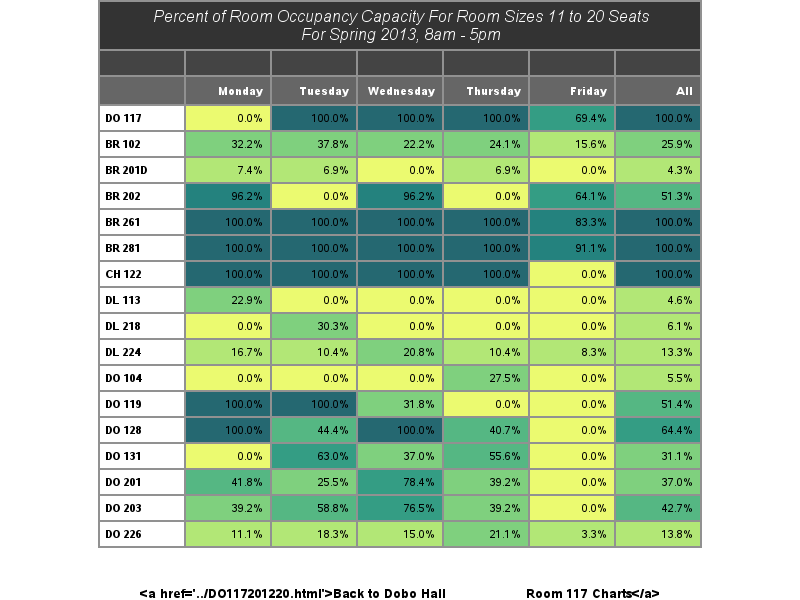 Percent of Room Occupancy Capacity For Room Sizes 11 to 20 Seats
For Spring 2013, 8am - 5pm
Monday Tuesday Wednesday Thursday Friday All
DO 117 0.0% 100.0% 100.0% 100.0% 69.4% 100.0%
BR 102 32.2% 37.8% 22.2% 24.1% 15.6% 25.9%
BR 201D 7.4% 6.9% 0.0% 6.9% 0.0% 4.3%
BR 202 96.2% 0.0% 96.2% 0.0% 64.1% 51.3%
BR 261 100.0% 100.0% 100.0% 100.0% 83.3% 100.0%
BR 281 100.0% 100.0% 100.0% 100.0% 91.1% 100.0%
CH 122 100.0% 100.0% 100.0% 100.0% 0.0% 100.0%
DL 113 22.9% 0.0% 0.0% 0.0% 0.0% 4.6%
DL 218 0.0% 30.3% 0.0% 0.0% 0.0% 6.1%
DL 224 16.7% 10.4% 20.8% 10.4% 8.3% 13.3%
DO 104 0.0% 0.0% 0.0% 27.5% 0.0% 5.5%
DO 119 100.0% 100.0% 31.8% 0.0% 0.0% 51.4%
DO 128 100.0% 44.4% 100.0% 40.7% 0.0% 64.4%
DO 131 0.0% 63.0% 37.0% 55.6% 0.0% 31.1%
DO 201 41.8% 25.5% 78.4% 39.2% 0.0% 37.0%
DO 203 39.2% 58.8% 76.5% 39.2% 0.0% 42.7%
DO 226 11.1% 18.3% 15.0% 21.1% 3.3% 13.8%
<a href='../DO117201220.html'>Back to Dobo Hall Room 117 Charts</a>